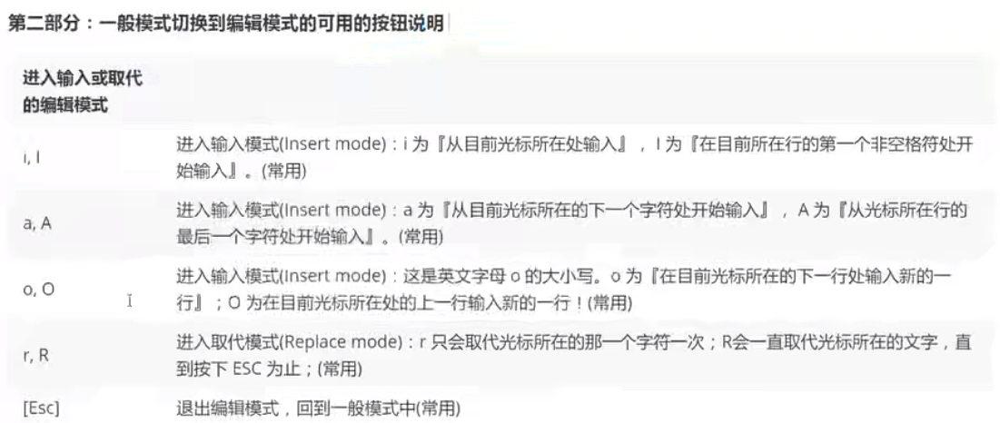 第二部分：一般模式切换到编辑模式的可用的按钮说明
进入输入或取代
的编辑模式
i, I
进入输入模式(Insert mode)：i 为『从目前光标所在处输入』， I 为『在目前所在行的第一个非空格符处开
始输入』。(常用)
a, A
进入输入模式(Insert mode)：a 为『从目前光标所在的下一个字符处开始输入』， A 为『从光标所在行的
最后一个字符处开始输入』。(常用)
o, O
进入输入模式(Insert mode)：这是英文字母 o 的大小写。o 为『在目前光标所在的下一行处输入新的一
行』；O 为在目前光标所在处的上一行输入新的一行！(常用)
r, R
进入取代模式(Replace mode)：r 只会取代光标所在的那一个字符一次；R会一直取代光标所在的文字，直
到按下 ESC 为止；(常用)
[Esc]
退出编辑模式，回到一般模式中(常用)